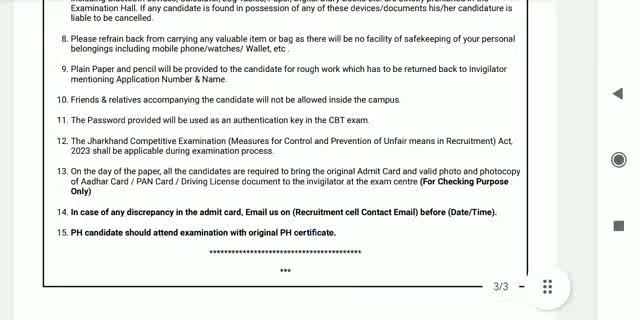 Examination Hall. If any candidate is found in possession of any of these devices/documents his/her candidature is
liable to be cancelled.
8. Please refrain back from carrying any valuable item or bag as there will be no facility of safekeeping of your personal
belongings including mobile phone/watches/ Wallet, etc .
9. Plain Paper and pencil will be provided to the candidate for rough work which has to be returned back to Invigilator
mentioning Application Number & Name.
10. Friends & relatives accompanying the candidate will not be allowed inside the campus.
11. The Password provided will be used as an authentication key in the CBT exam.
12. The Jharkhand Competitive Examination (Measures for Control and Prevention of Unfair means in Recruitment) Act,
2023 shall be applicable during examination process.
13. On the day of the paper, all the candidates are required to bring the original Admit Card and valid photo and photocopy
of Aadhar Card / PAN Card / Driving License document to the invigilator at the exam centre (For Checking Purpose
Only)
14. In case of any discrepancy in the admit card, Email us on (Recruitment cell Contact Email) before (Date/Time).
15. PH candidate should attend examination with original PH certificate.
*****************************************
***
3/3